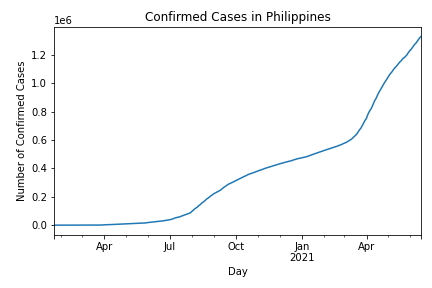 Confirmed Cases in Philippines
1e6
Number of Confirmed Cases
1.2
1.0
0.8
0.6
0.4
0.2
0.0
Apr Jul Oct Jan Apr
2021
Day